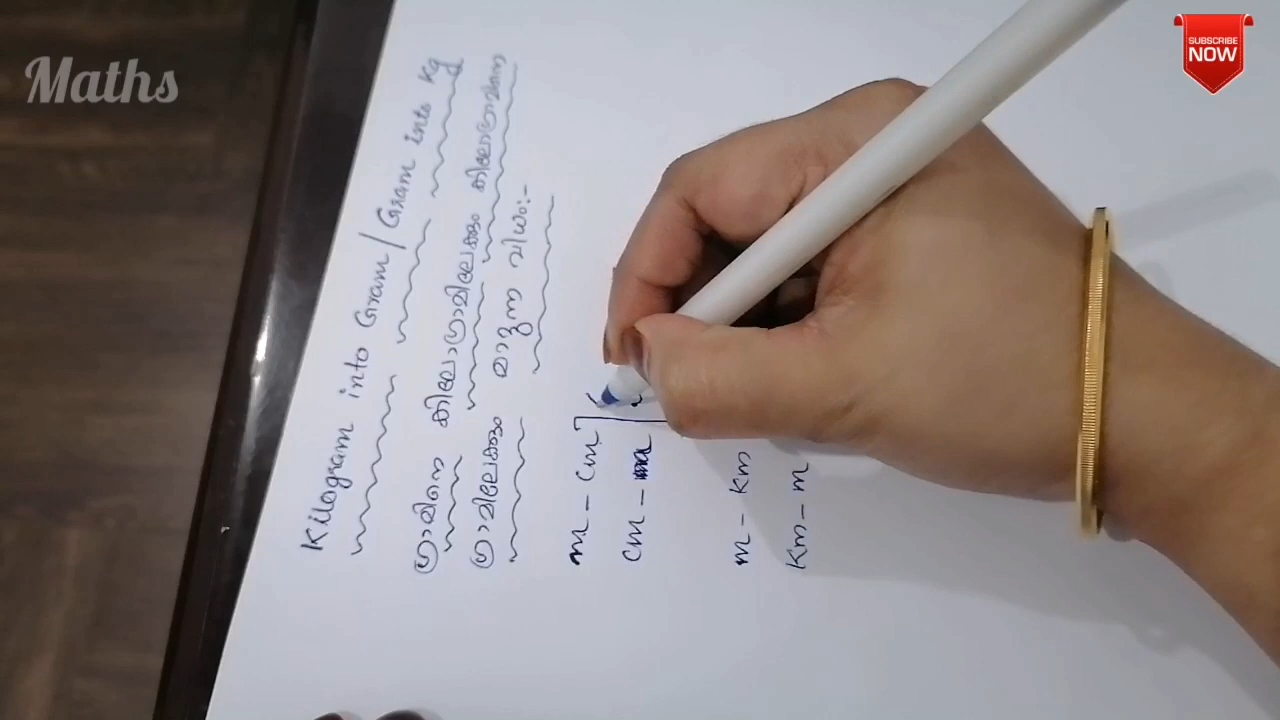 Maths
SUBSCRIBE
NOW
Kilogram into Gram / Gram into Kg
ഗ്രാമിനെ കിലോഗ്രാമിലേക്കും കിലോഗ്രാമിനെ
ഗ്രാമിലേക്കും മാറ്റുന്ന വിധം:-
m - cm
cm - m
m - km
km - m